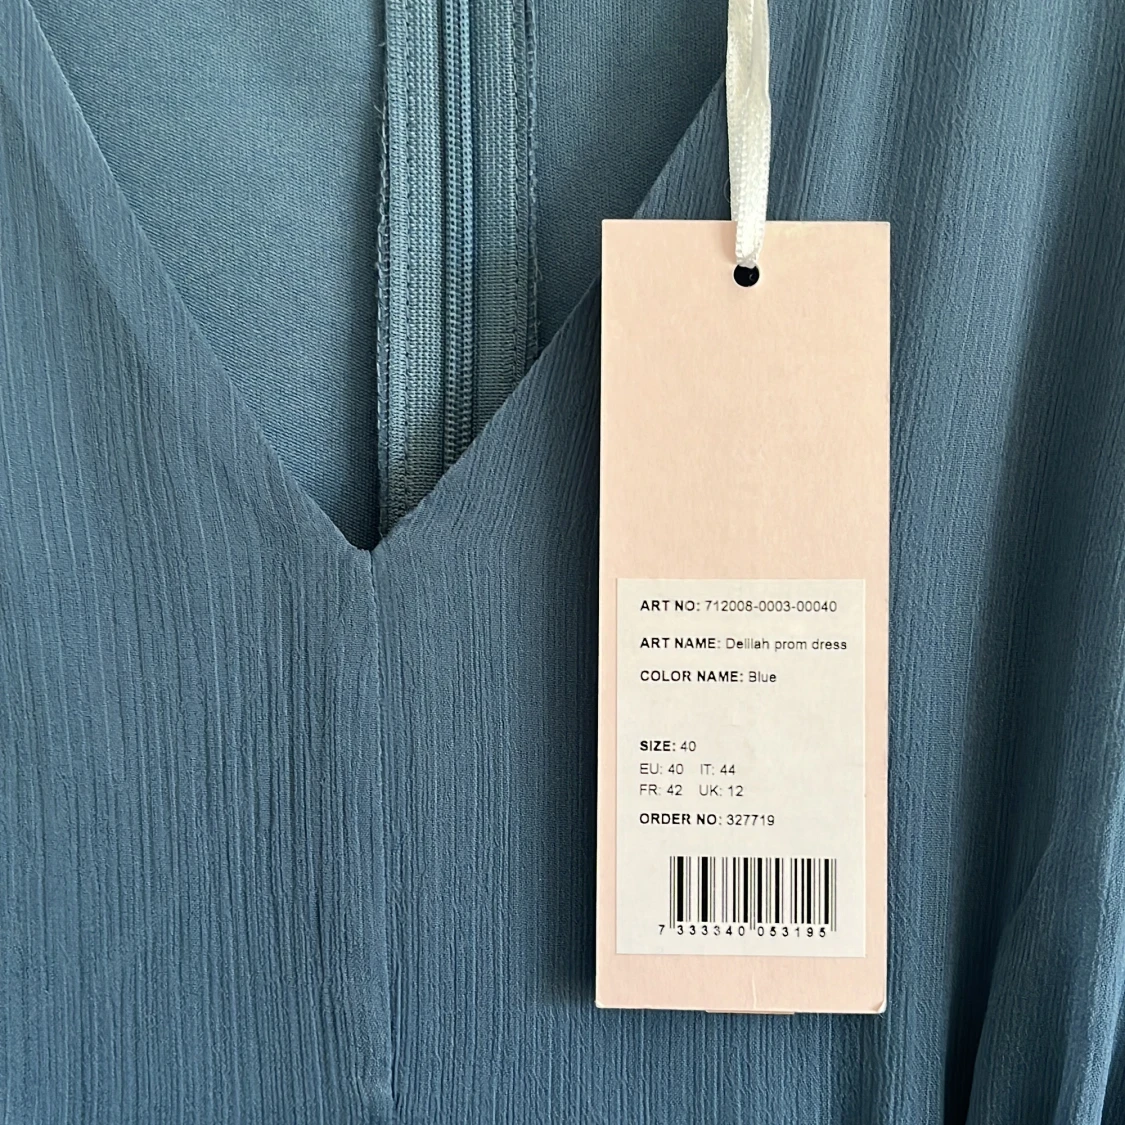 ART NO: 712008-0003-00040
ART NAME: Delilah prom dress
COLOR NAME: Blue
SIZE: 40
EU: 40 IT: 44
FR: 42 UK: 12
ORDER NO: 327719
7 333340 053195